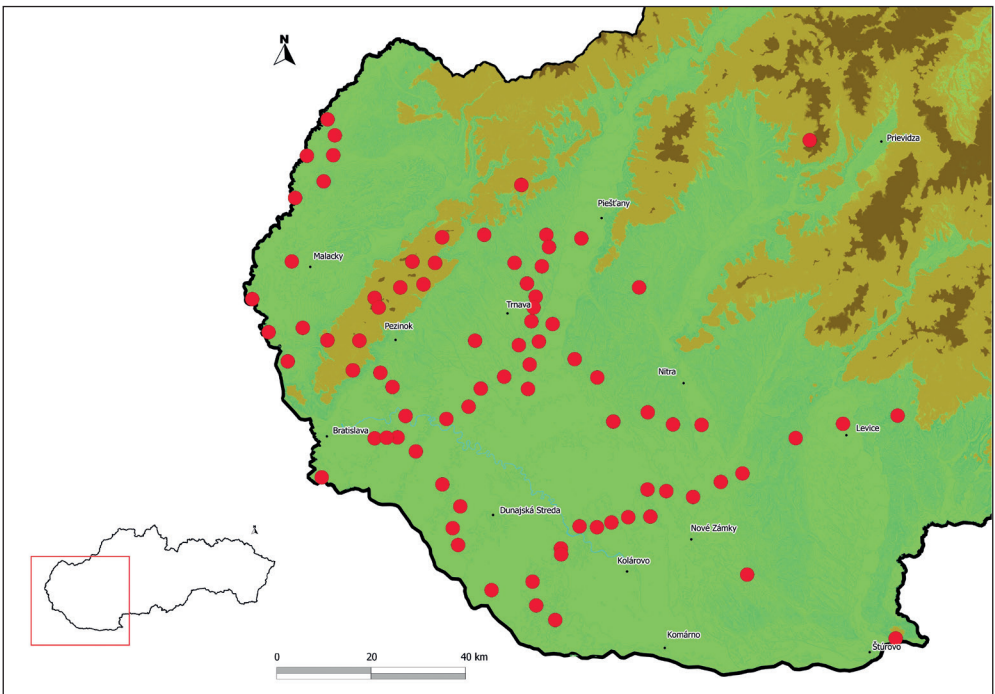 N
Prievidza
Piešťany
Malacky
Trnava
Pezinok
Nitra
Bratislava
Levice
Dunajská Streda
Nové Zámky
Kolárovo
Komárno
Štúrovo
0 20 40 km